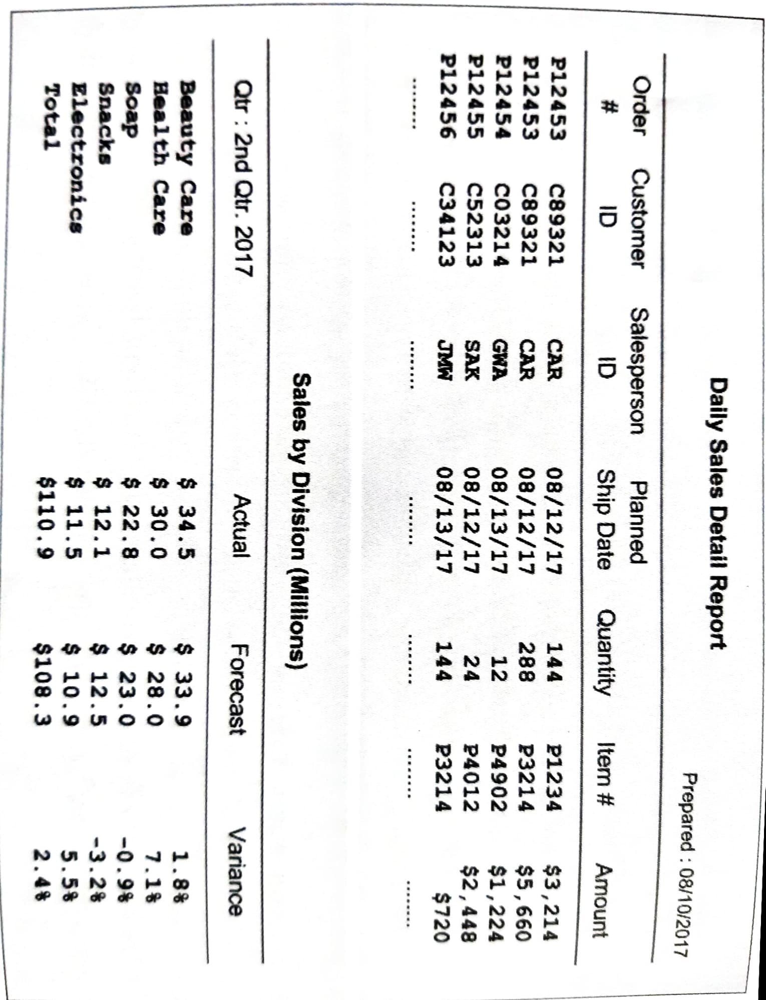 Daily Sales Detail Report
Prepared : 08/10/2017
Order Customer Salesperson Planned
# ID ID Ship Date Quantity Item # Amount
P12453 C89321 CAR 08/12/17 144 P1234 $3,214
P12453 C89321 CAR 08/12/17 288 P3214 $5,660
P12454 C03214 GWA 08/13/17 12 P4902 $1,224
P12455 C52313 SAK 08/12/17 24 P4012 $2,448
P12456 C34123 JMW 08/13/17 144 P3214 $720
........ ........ ........ ........ ........ ........ ........
Sales by Division (Millions)
Qtr : 2nd Qtr. 2017 Actual Forecast Variance
Beauty Care $ 34.5 $ 33.9 1.8%
Health Care $ 30.0 $ 28.0 7.1%
Soap $ 22.8 $ 23.0 -0.9%
Snacks $ 12.1 $ 12.5 -3.2%
Electronics $ 11.5 $ 10.9 5.5%
Total $110.9 $108.3 2.4%